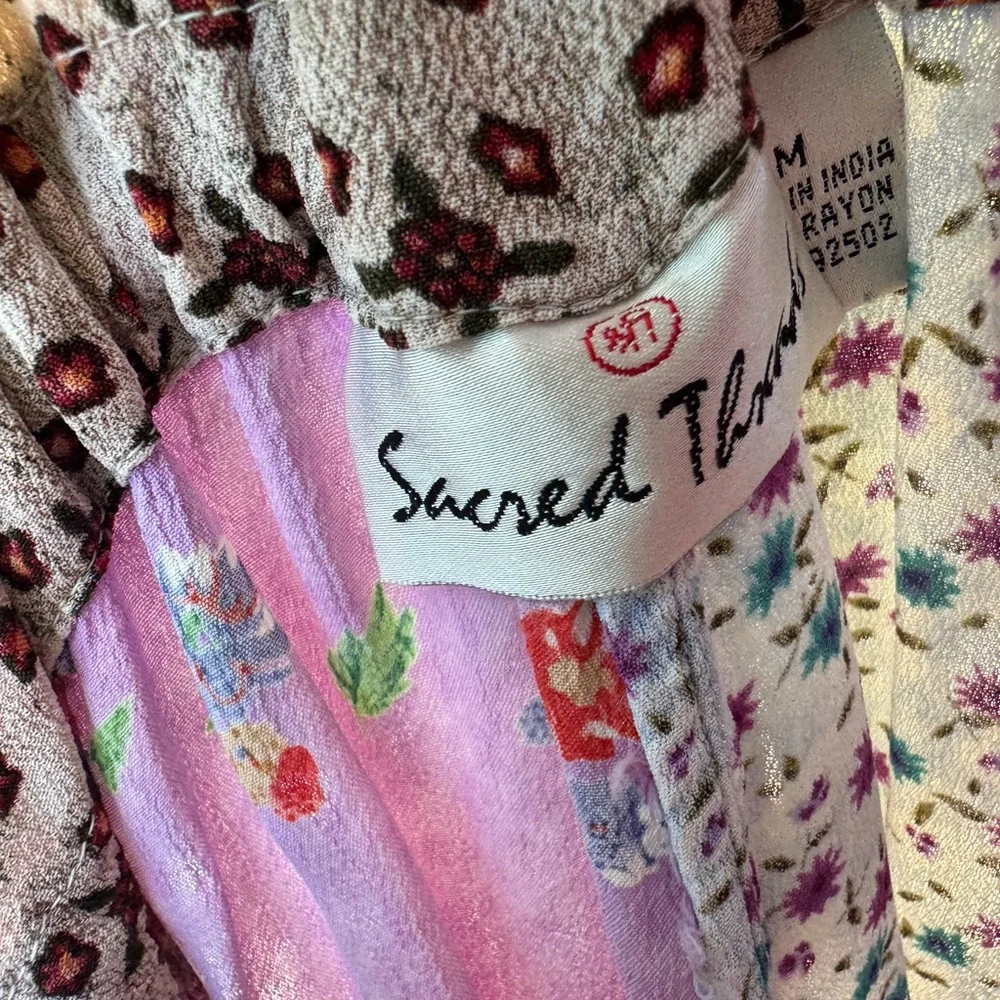 Sacred Threads
M
IN INDIA
RAYON
92502